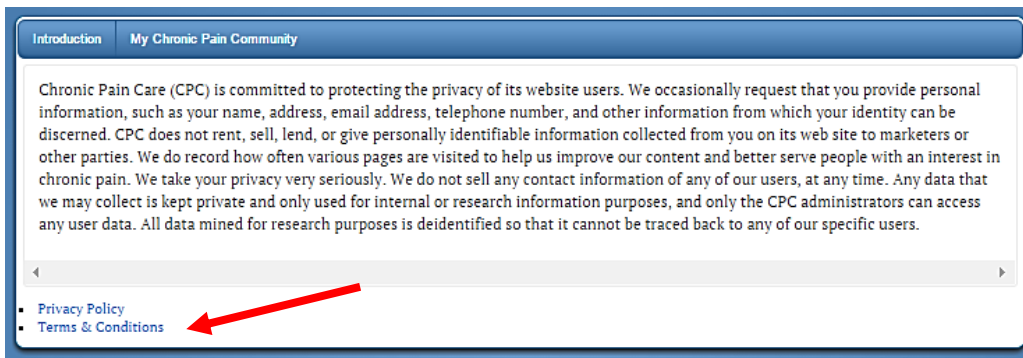 Introduction My Chronic Pain Community
Chronic Pain Care (CPC) is committed to protecting the privacy of its website users. We occasionally request that you provide personal
information, such as your name, address, email address, telephone number, and other information from which your identity can be
discerned. CPC does not rent, sell, lend, or give personally identifiable information collected from you on its web site to marketers or
other parties. We do record how often various pages are visited to help us improve our content and better serve people with an interest in
chronic pain. We take your privacy very seriously. We do not sell any contact information of any of our users, at any time. Any data that
we may collect is kept private and only used for internal or research information purposes, and only the CPC administrators can access
any user data. All data mined for research purposes is deidentified so that it cannot be traced back to any of our specific users.
Privacy Policy
Terms & Conditions